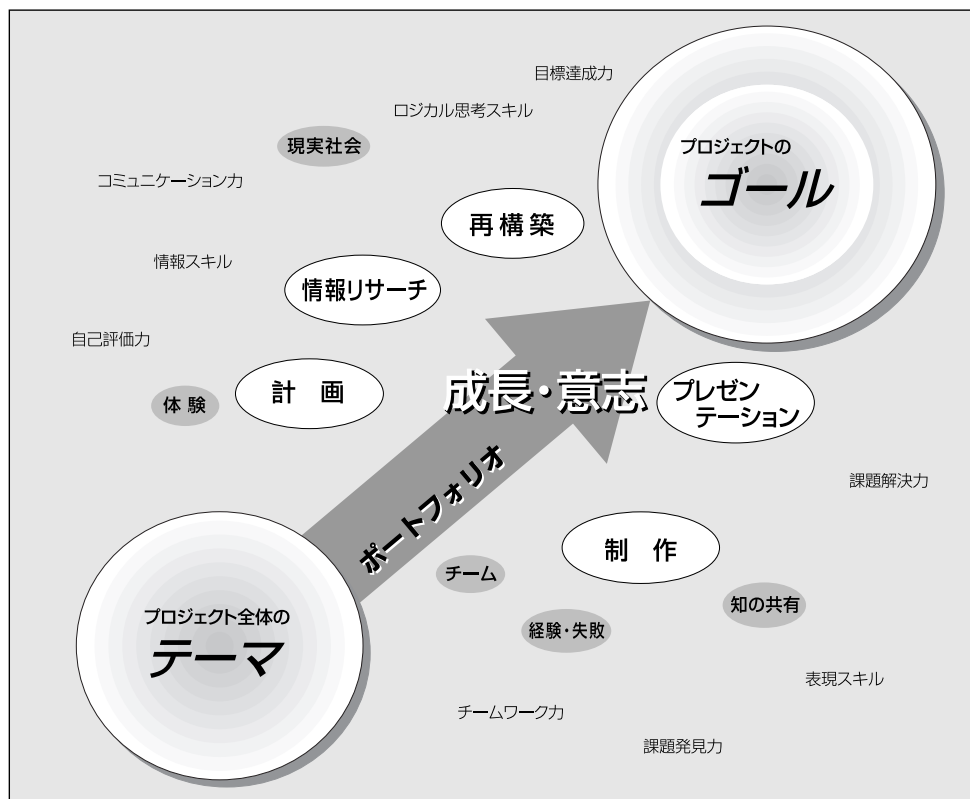 目標達成力
ロジカル思考スキル
現実社会
プロジェクトの
ゴール
コミュニケーション力
再構築
情報スキル
情報リサーチ
自己評価力
体験
計画
成長・意志
プレゼン
テーション
ポートフォリオ
課題解決力
制作
チーム
知の共有
プロジェクト全体の
テーマ
経験・失敗
表現スキル
チームワーク力
課題発見力